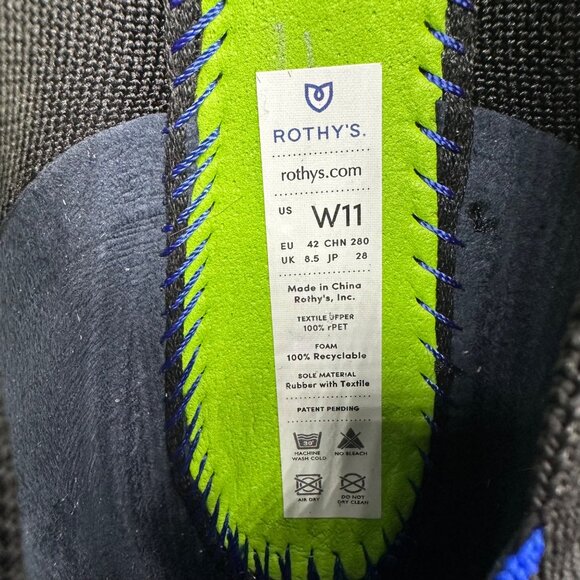 ROTHY'S.
rothys.com
US W11
EU 42 CHN 280
UK 8.5 JP 28
Made in China
Rothy's, Inc.
TEXTILE UPPER
100% rPET
FOAM
100% Recyclable
SOLE MATERIAL
Rubber with Textile
PATENT PENDING
30°
MACHINE WASH COLD
NO BLEACH
AIR DRY
DO NOT DRY CLEAN